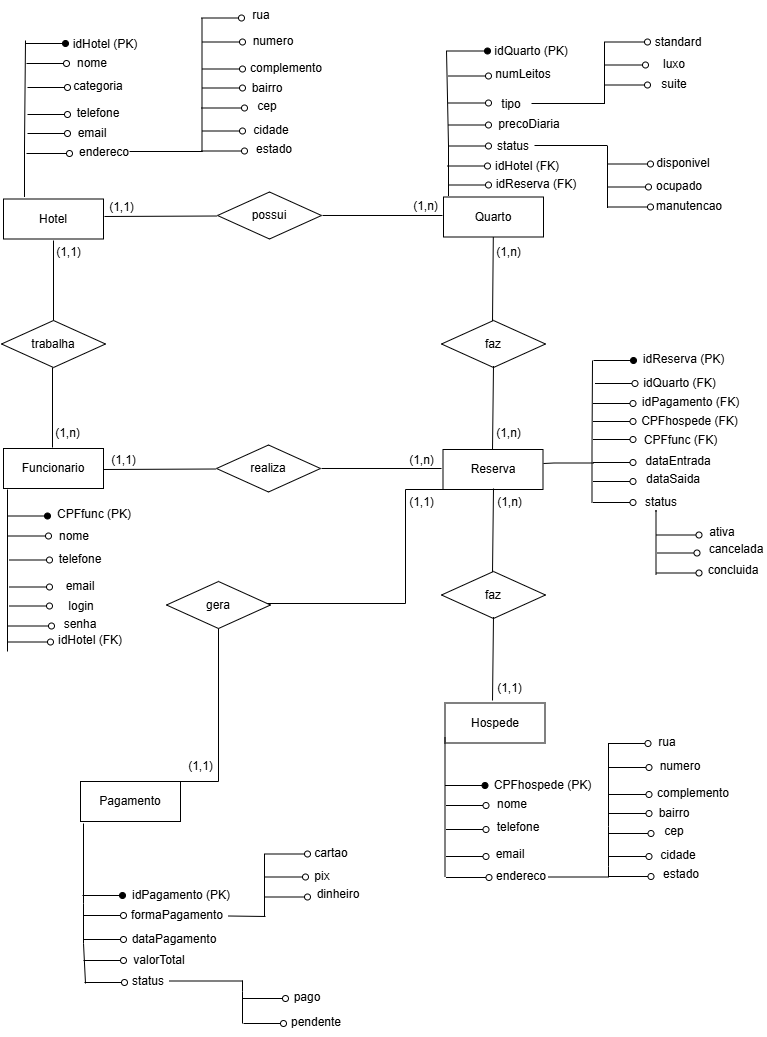 idHotel (PK)
nome
categoria
telefone
email
endereco
rua
numero
complemento
bairro
cep
cidade
estado
idQuarto (PK)
numLeitos
tipo
precoDiaria
status
idHotel (FK)
idReserva (FK)
standard
luxo
suite
disponivel
ocupado
manutencao
Hotel
(1,1)
possui
(1,n)
Quarto
(1,1)
(1,n)
trabalha
faz
(1,n)
(1,n)
Funcionario
(1,1)
realiza
(1,n)
Reserva
(1,1)
(1,n)
idReserva (PK)
idQuarto (FK)
idPagamento (FK)
CPFhospede (FK)
CPFfunc (FK)
dataEntrada
dataSaida
status
ativa
cancelada
concluida
CPFfunc (PK)
nome
telefone
email
login
senha
idHotel (FK)
gera
faz
(1,1)
(1,1)
Hospede
Pagamento
CPFhospede (PK)
nome
telefone
email
endereco
rua
numero
complemento
bairro
cep
cidade
estado
idPagamento (PK)
formaPagamento
dataPagamento
valorTotal
status
cartao
pix
dinheiro
pago
pendente